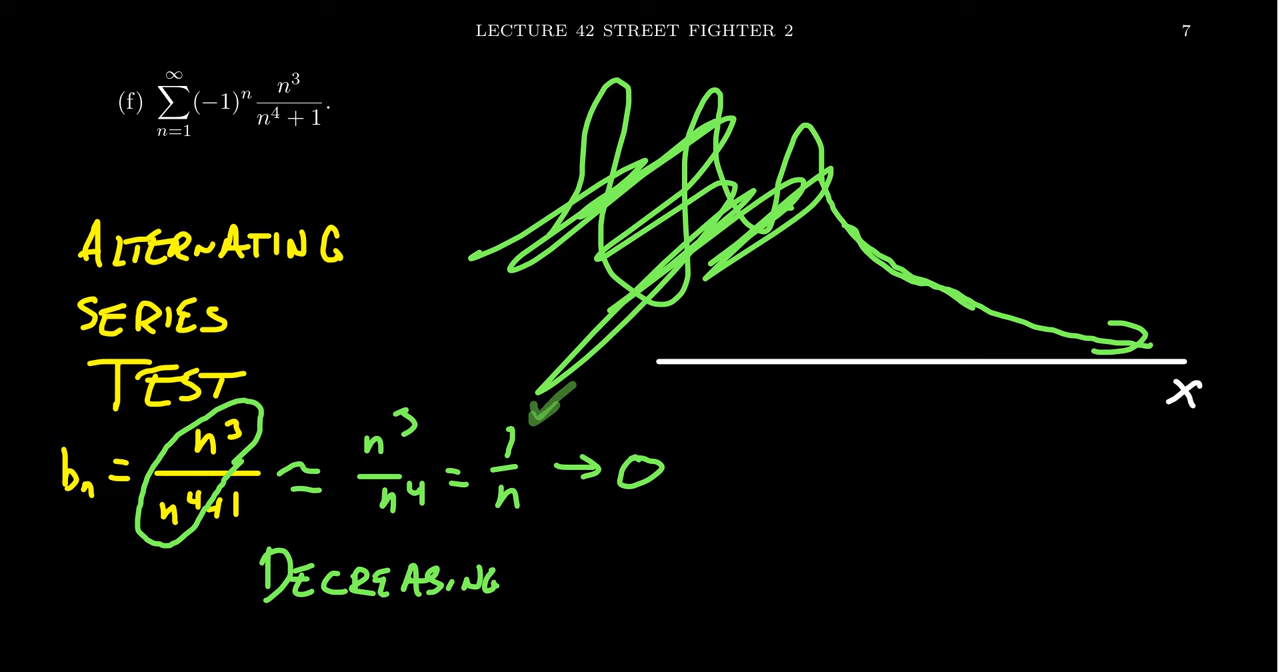 LECTURE 42 STREET FIGHTER 2 7
(f) ∑_{n=1}^{∞} (−1)^n n^3/(n^4 + 1).
ALTERNATING
SERIES
TEST
x
b_n = n^3/(n^4+1) ≃ n^3/n^4 = 1/n → 0
DECREASING